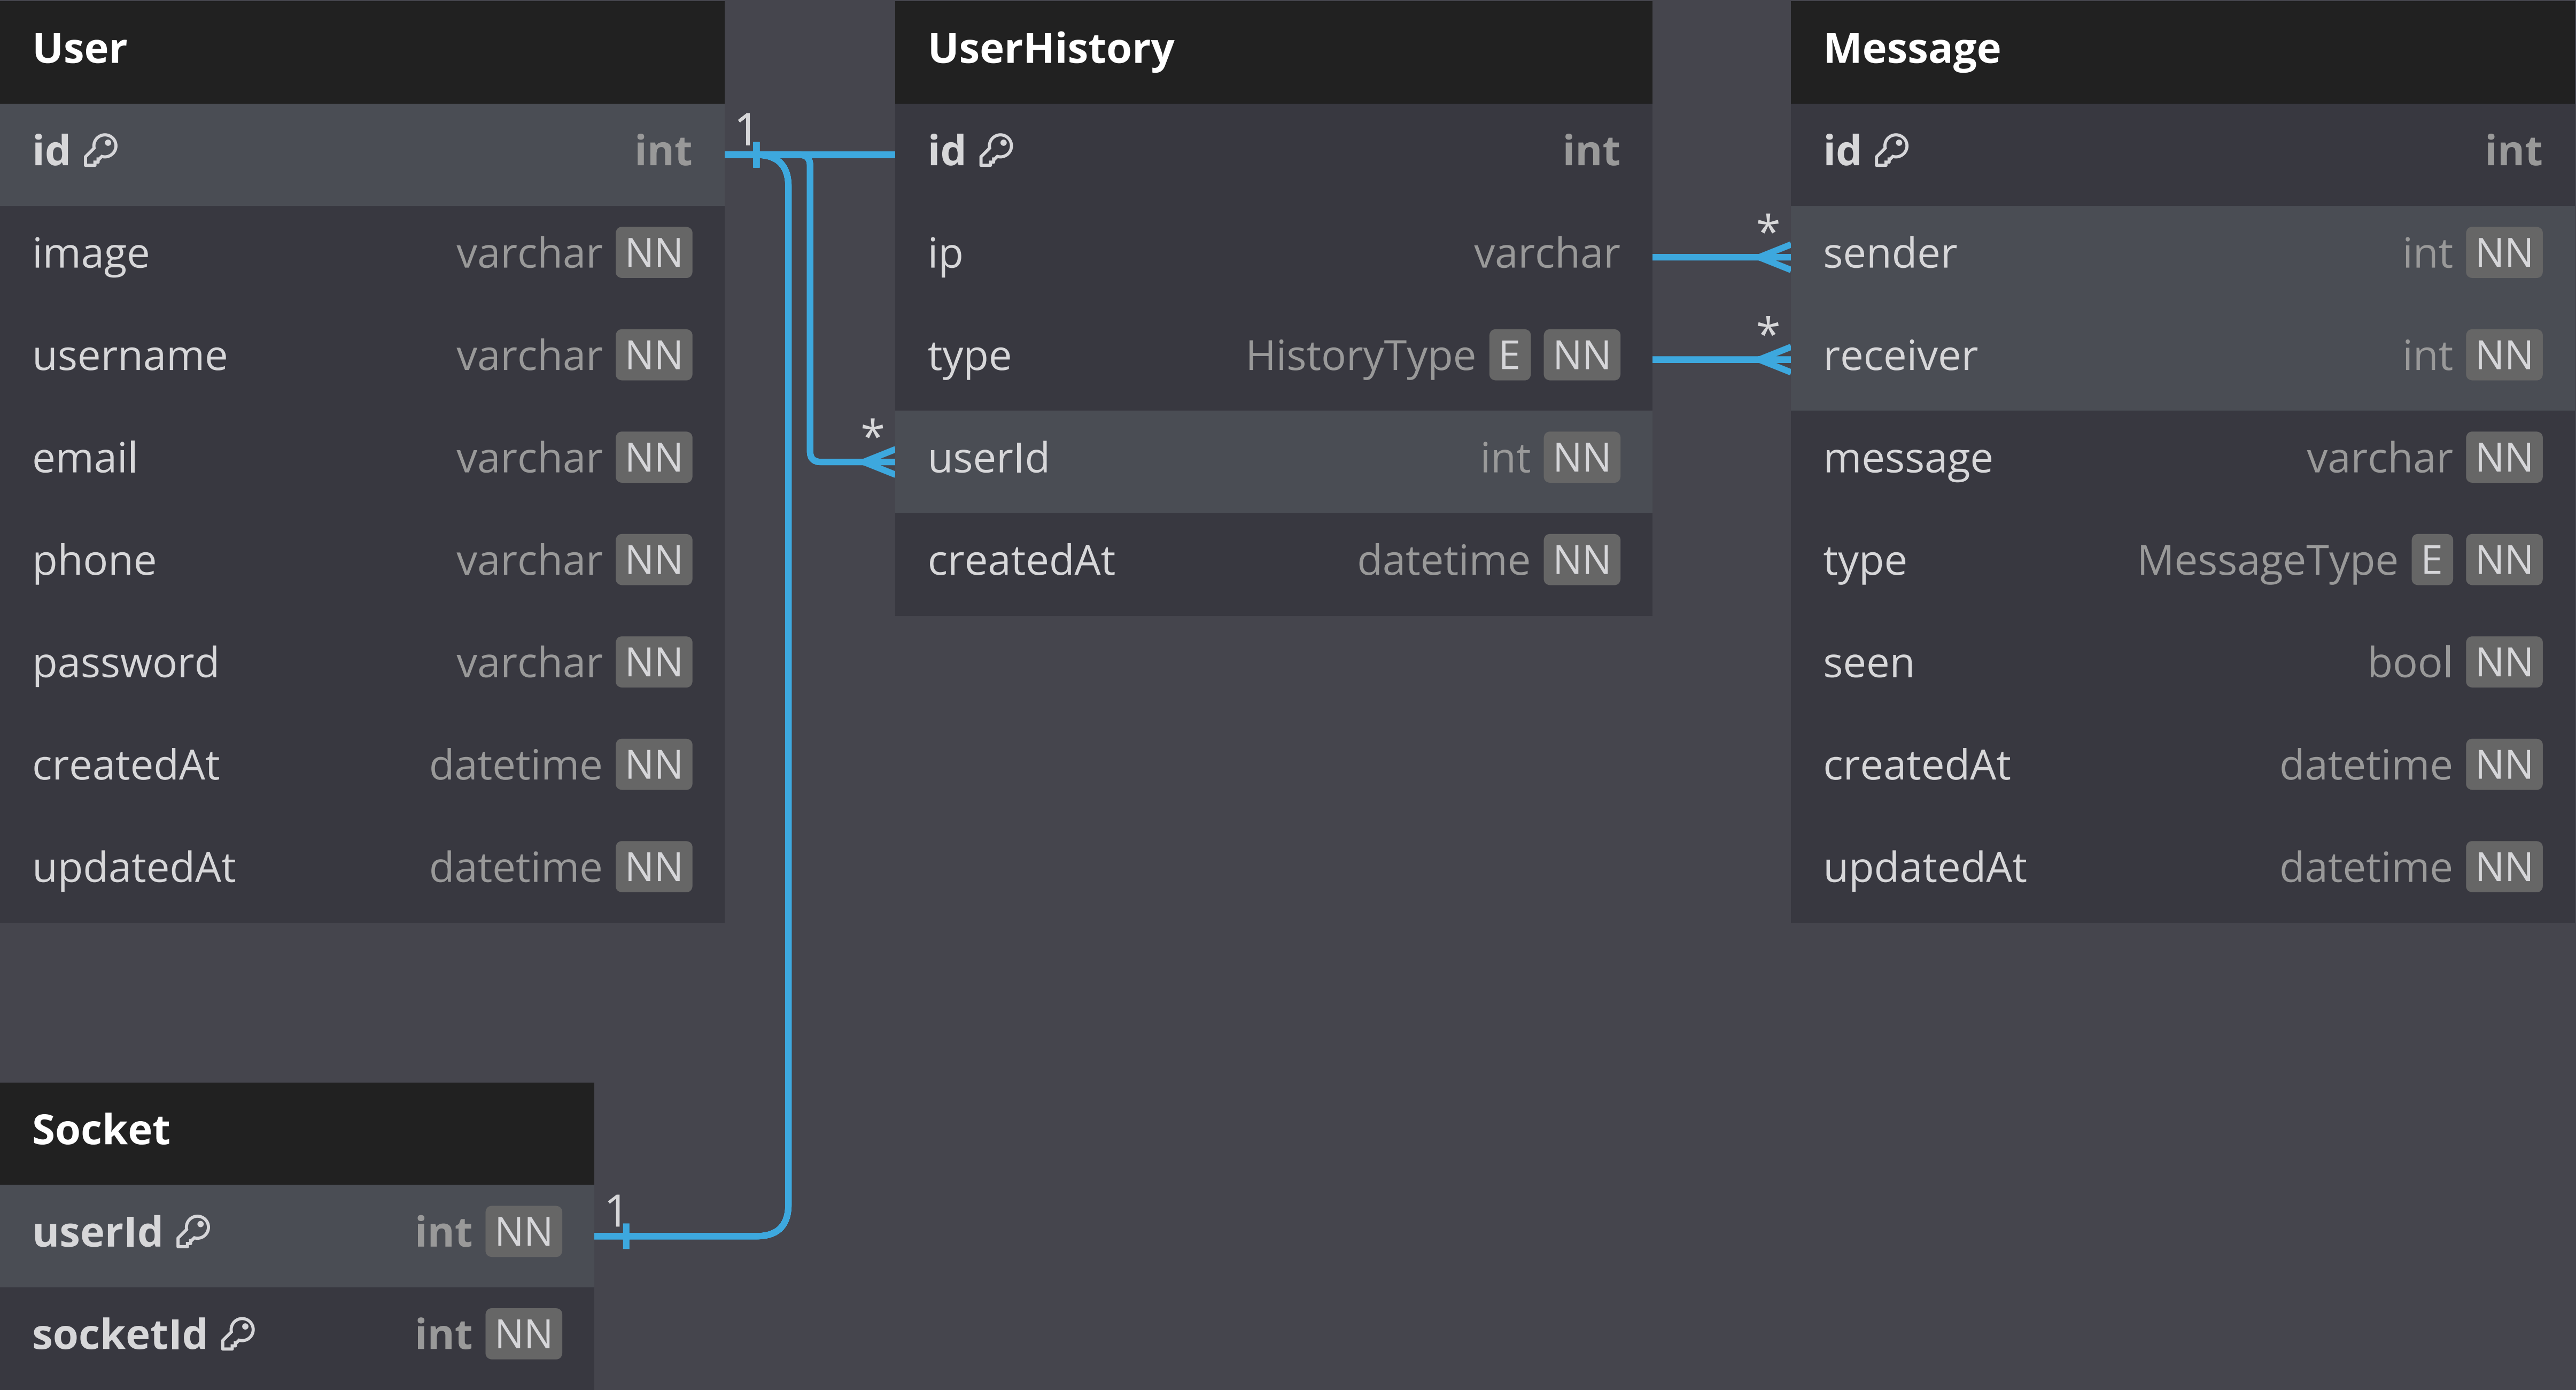 User
id int
image varchar NN
username varchar NN
email varchar NN
phone varchar NN
password varchar NN
createdAt datetime NN
updatedAt datetime NN
1
UserHistory
id int
ip varchar
type HistoryType E NN
*
userId int NN
createdAt datetime NN
Message
id int
*
sender int NN
*
receiver int NN
message varchar NN
type MessageType E NN
seen bool NN
createdAt datetime NN
updatedAt datetime NN
Socket
1
userId int NN
socketId int NN